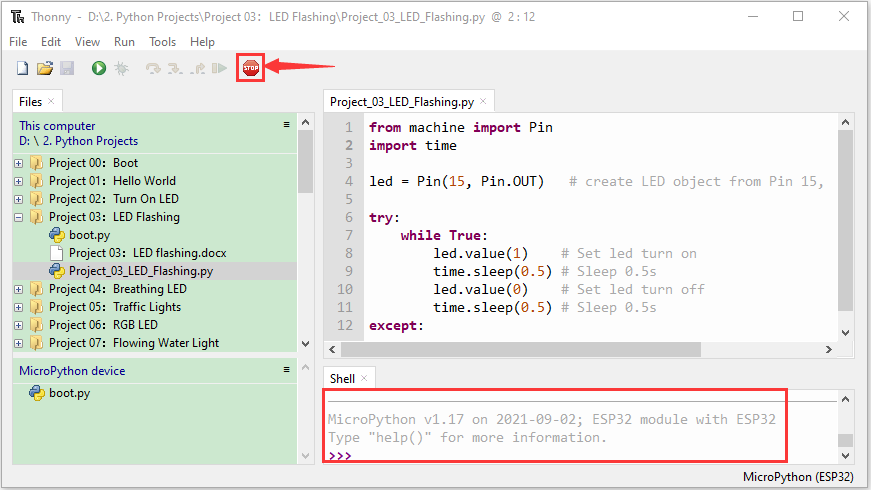 Thonny - D:\2. Python Projects\Project 03: LED Flashing\Project_03_LED_Flashing.py @ 2 : 12
File Edit View Run Tools Help
STOP
Files
This computer
D: \ 2. Python Projects
Project 00: Boot
Project 01: Hello World
Project 02: Turn On LED
Project 03: LED Flashing
boot.py
Project 03: LED flashing.docx
Project_03_LED_Flashing.py
Project 04: Breathing LED
Project 05: Traffic Lights
Project 06: RGB LED
Project 07: Flowing Water Light
MicroPython device
boot.py
Project_03_LED_Flashing.py
1 from machine import Pin
2 import time
3
4 led = Pin(15, Pin.OUT) # create LED object from Pin 15,
5
6 try:
7 while True:
8 led.value(1) # Set led turn on
9 time.sleep(0.5) # Sleep 0.5s
10 led.value(0) # Set led turn off
11 time.sleep(0.5) # Sleep 0.5s
12 except:
Shell
MicroPython v1.17 on 2021-09-02; ESP32 module with ESP32
Type "help()" for more information.
>>>
MicroPython (ESP32)